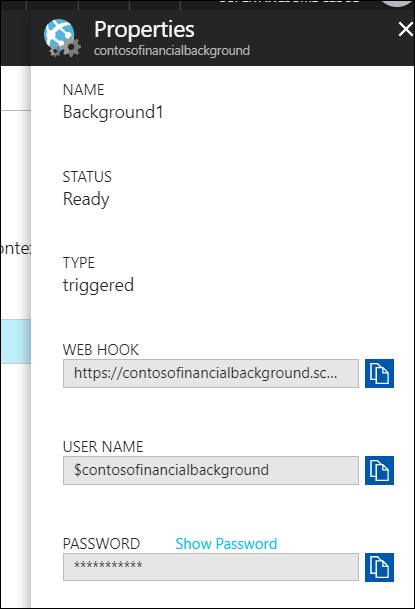 Properties
contosofinancialbackground
NAME
Background1
STATUS
Ready
TYPE
triggered
WEB HOOK
https://contosofinancialbackground.sc...
USER NAME
$contosofinancialbackground
PASSWORD Show Password
***********